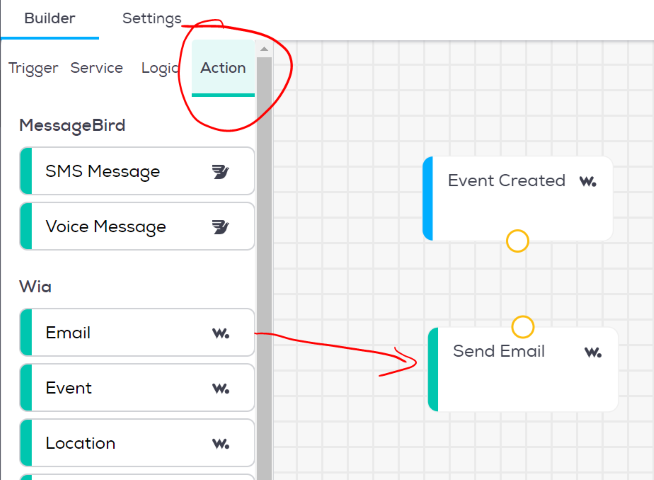 Builder Settings
Trigger Service Logic Action
MessageBird
SMS Message
Voice Message
Wia
Email
Event
Location
Event Created w.
Send Email w.